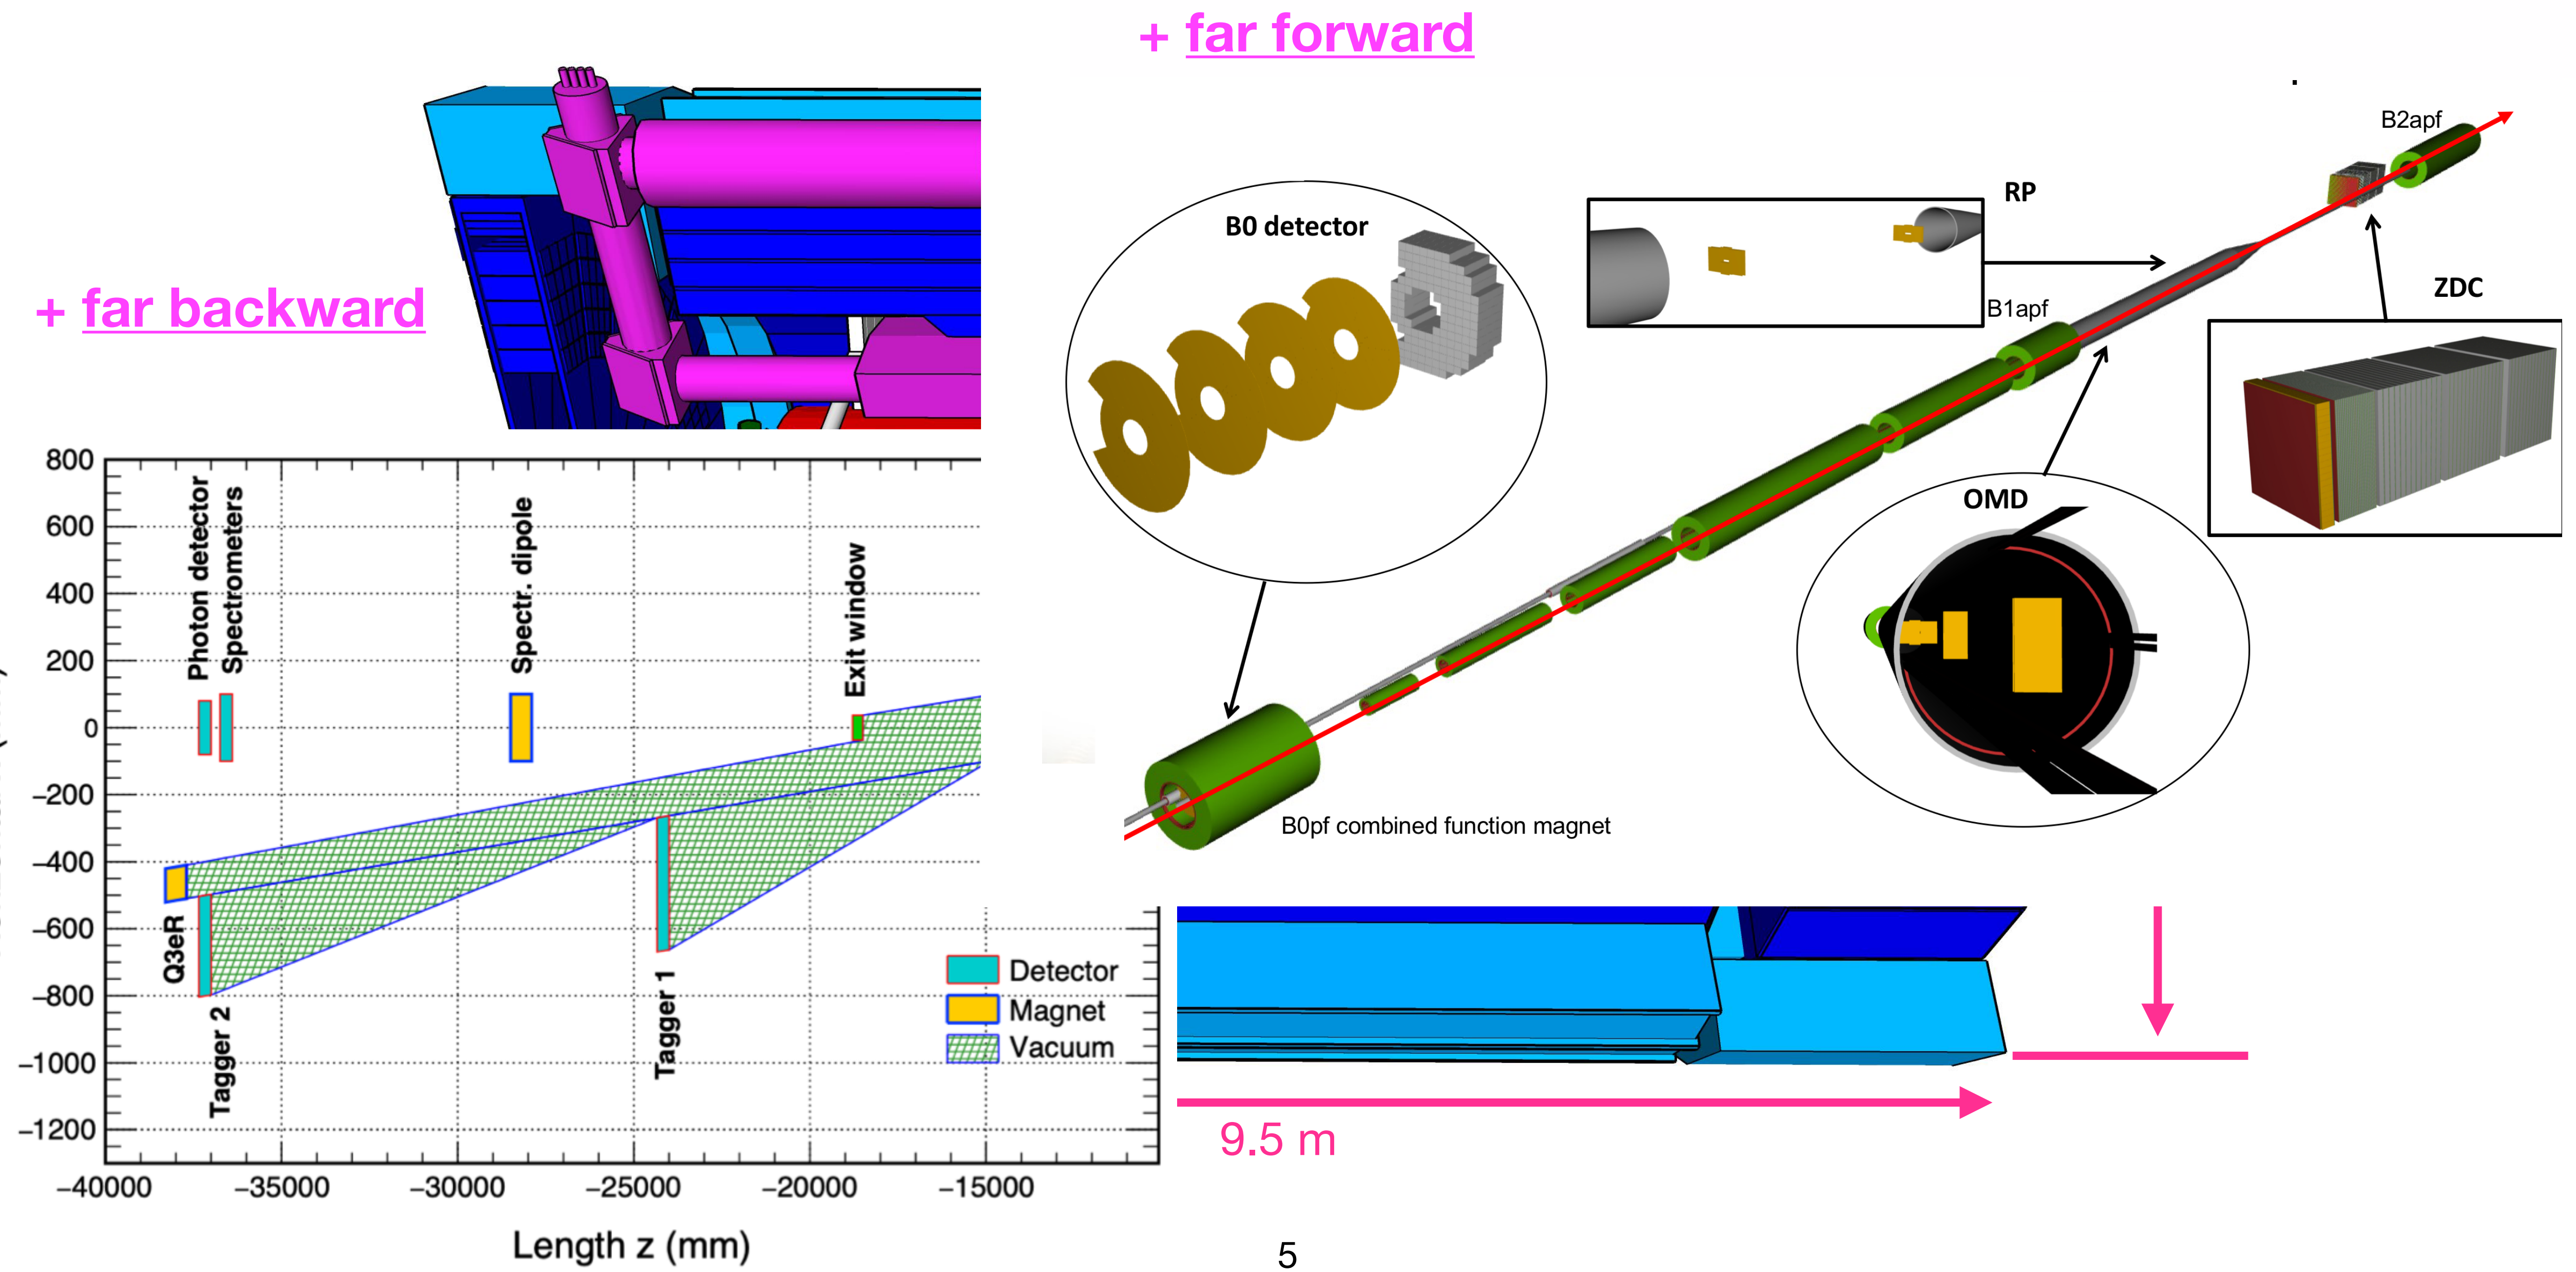 + far forward
B2apf
RP
B0 detector
ZDC
B1apf
+ far backward
OMD
B0pf combined function magnet
800
600
400
200
0
−200
−400
−600
−800
−1000
−1200
Photon detector
Spectrometers
Spectr. dipole
Exit window
Q3eR
Tagger 2
Tagger 1
Detector
Magnet
Vacuum
−40000
−35000
−30000
−25000
−20000
−15000
Length z (mm)
9.5 m
5